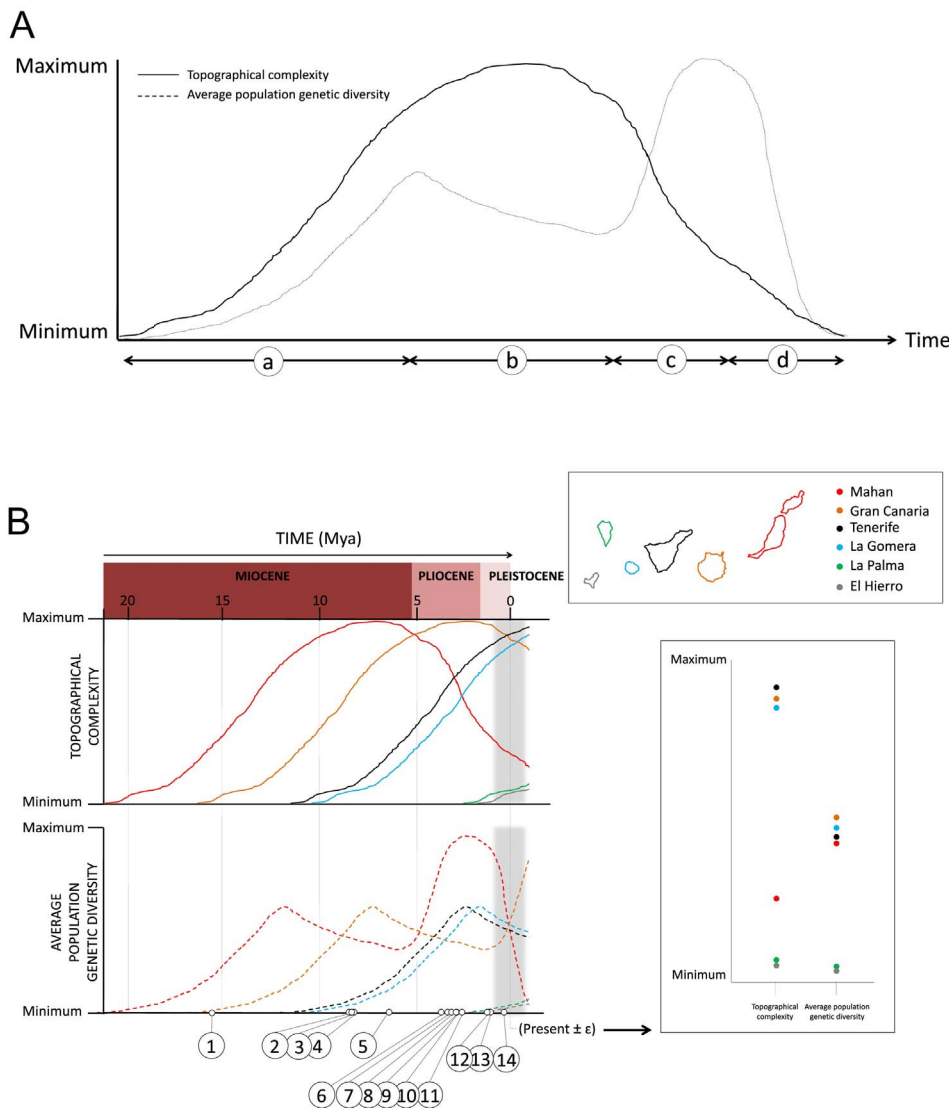 A
Maximum
Topographical complexity
Average population genetic diversity
Minimum
Time
a
b
c
d
B
TIME (Mya)
MIOCENE
PLIOCENE
PLEISTOCENE
20
15
10
5
0
Maximum
TOPOGRAPHICAL
COMPLEXITY
Minimum
Maximum
AVERAGE
POPULATION
GENETIC DIVERSITY
Minimum
(Present ± ε)
1
2
3
4
5
6
7
8
9
10
11
12
13
14
Mahan
Gran Canaria
Tenerife
La Gomera
La Palma
El Hierro
Maximum
Minimum
Topographical
complexity
Average population
genetic diversity